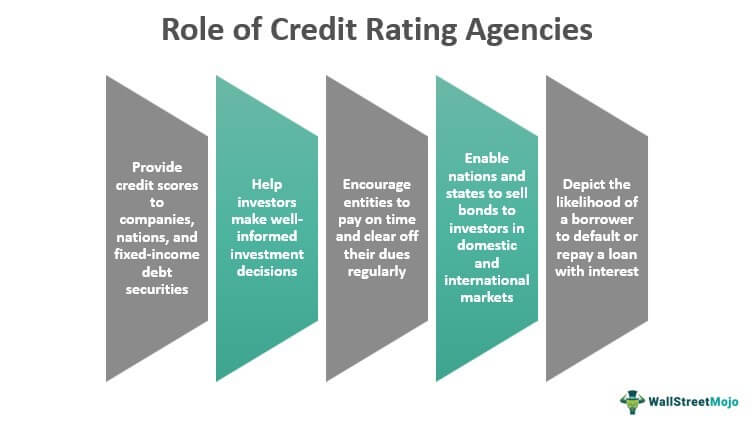 Role of Credit Rating Agencies
Provide
credit scores
to
companies,
nations, and
fixed-income
debt
securities
Help
investors
make well-
informed
investment
decisions
Encourage
entities to
pay on time
and clear off
their dues
regularly
Enable
nations and
states to sell
bonds to
investors in
domestic
and
international
markets
Depict the
likelihood of
a borrower
to default or
repay a loan
with interest
WallStreetMojo